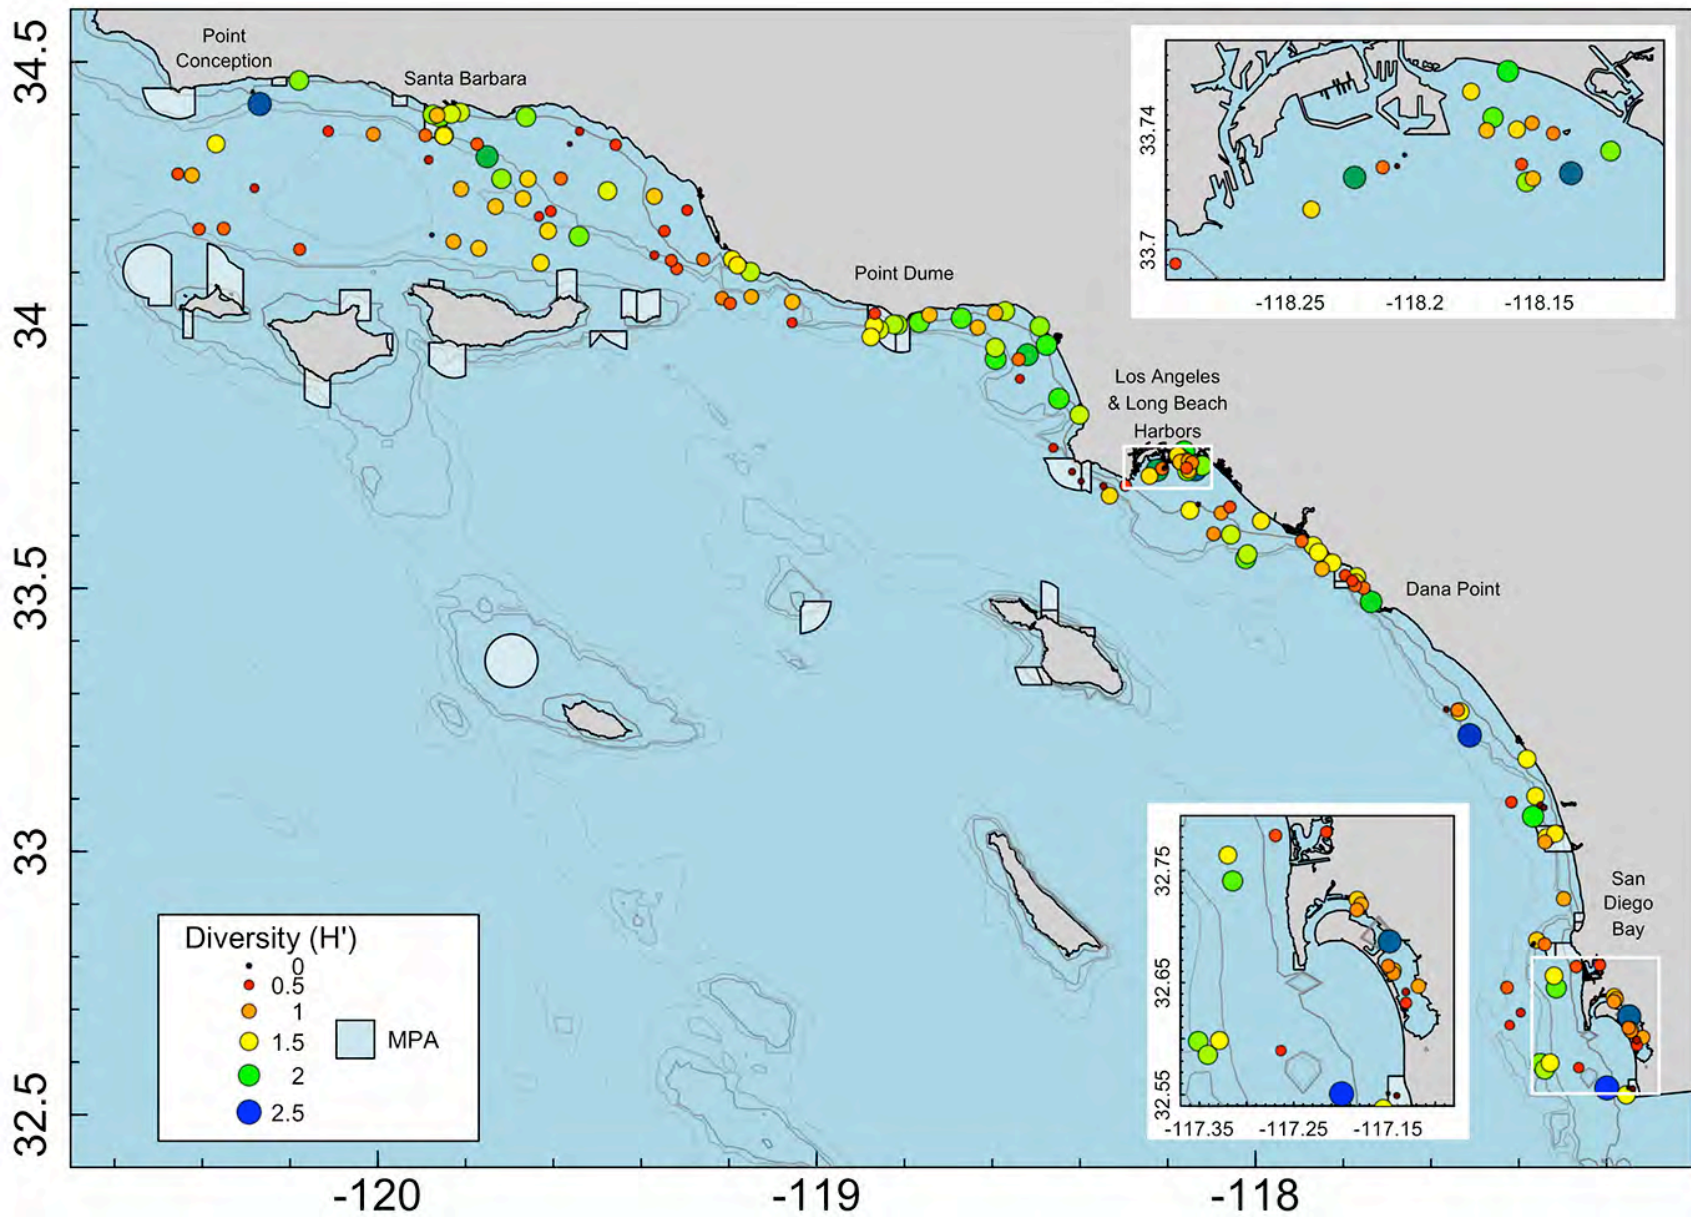 34.5
34
33.5
33
32.5
-120
-119
-118
Point
Conception
Santa Barbara
Point Dume
Los Angeles
& Long Beach
Harbors
Dana Point
San
Diego
Bay
33.74
33.7
-118.25
-118.2
-118.15
32.75
32.65
32.55
-117.35
-117.25
-117.15
Diversity (H')
0
0.5
1
1.5
2
2.5
MPA